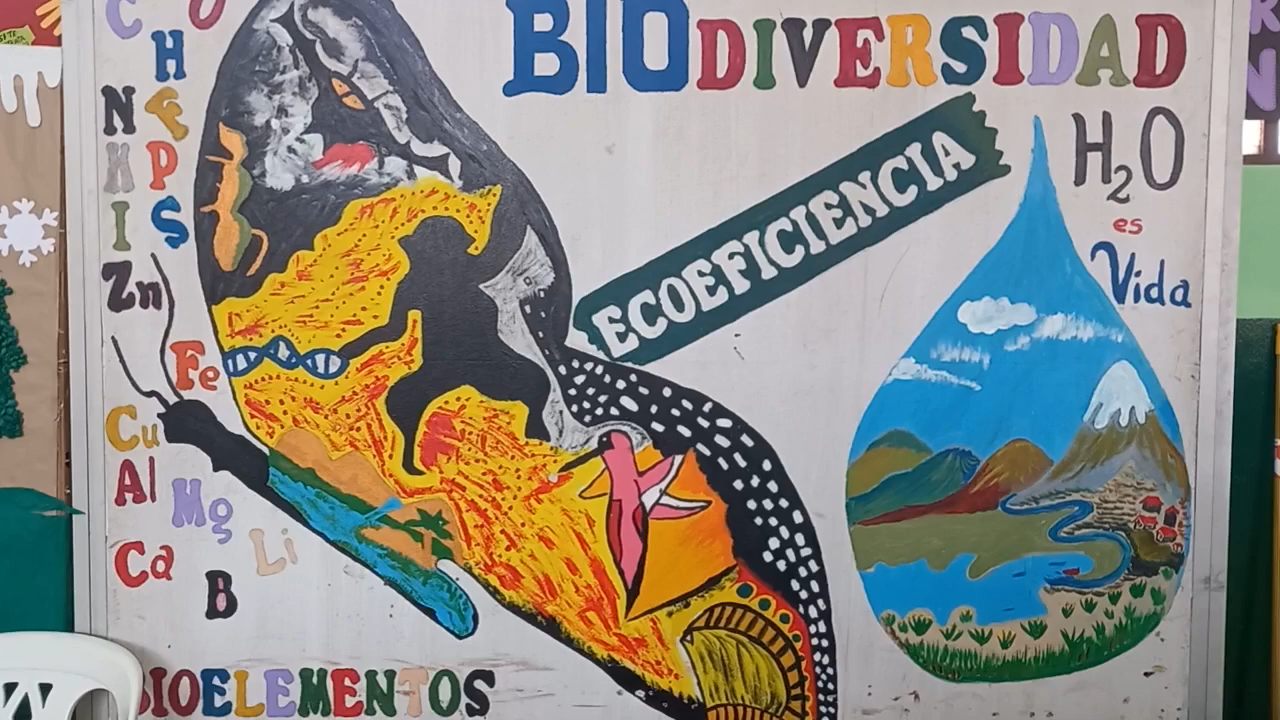 BIODIVERSIDAD
ECOEFICIENCIA
H₂O
es
Vida
C
H
N F
K P
I S
Zn
Fe
Cu
Al
Mg
Ca
Li
B
BIOELEMENTOS